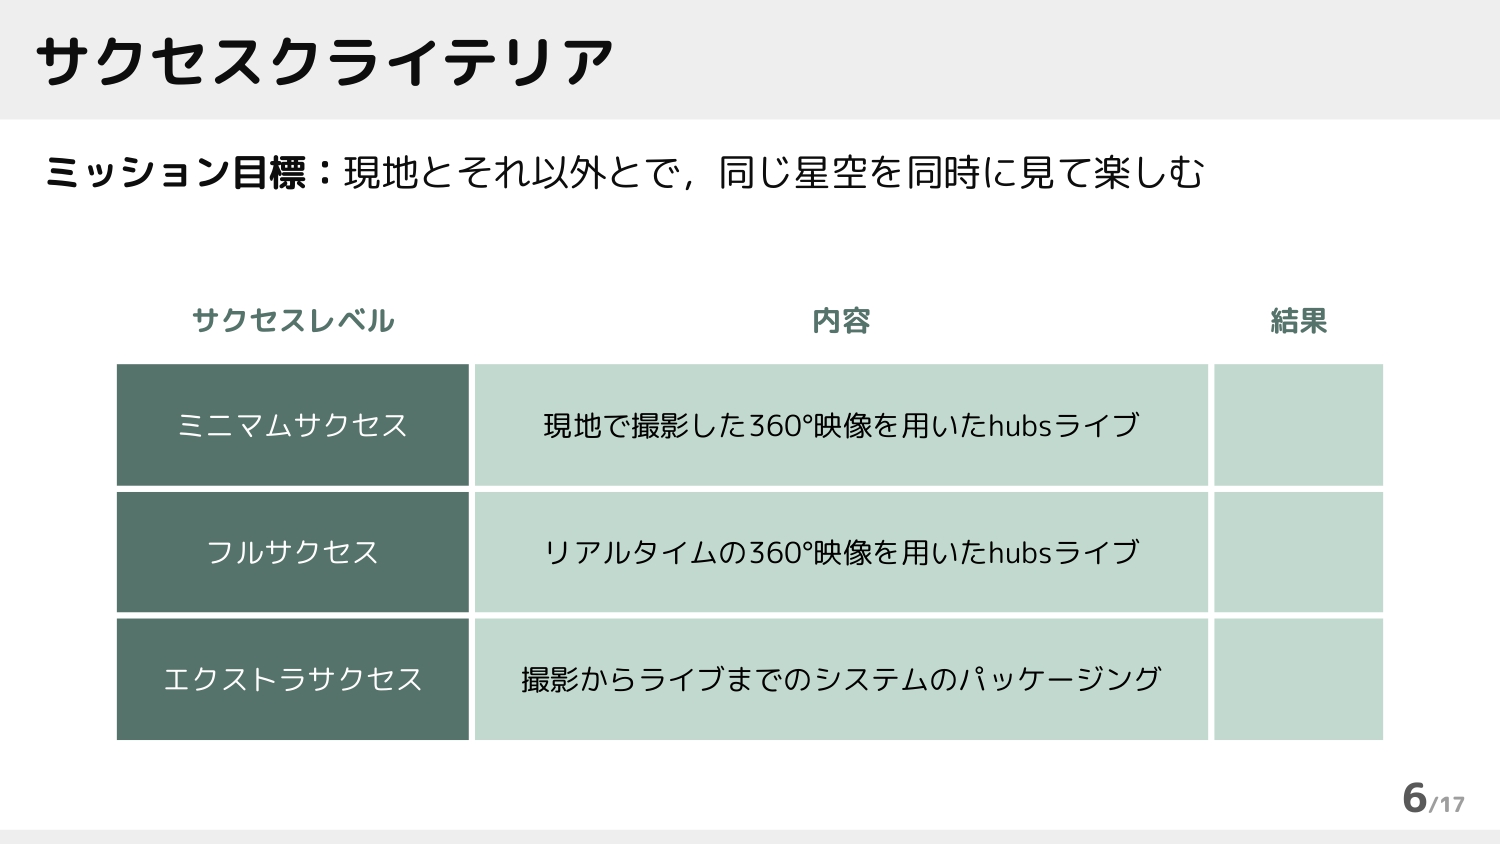 サクセスクライテリア
ミッション目標：現地とそれ以外とで，同じ星空を同時に見て楽しむ
サクセスレベル 内容 結果
ミニマムサクセス 現地で撮影した360°映像を用いたhubsライブ
フルサクセス リアルタイムの360°映像を用いたhubsライブ
エクストラサクセス 撮影からライブまでのシステムのパッケージング
6/17